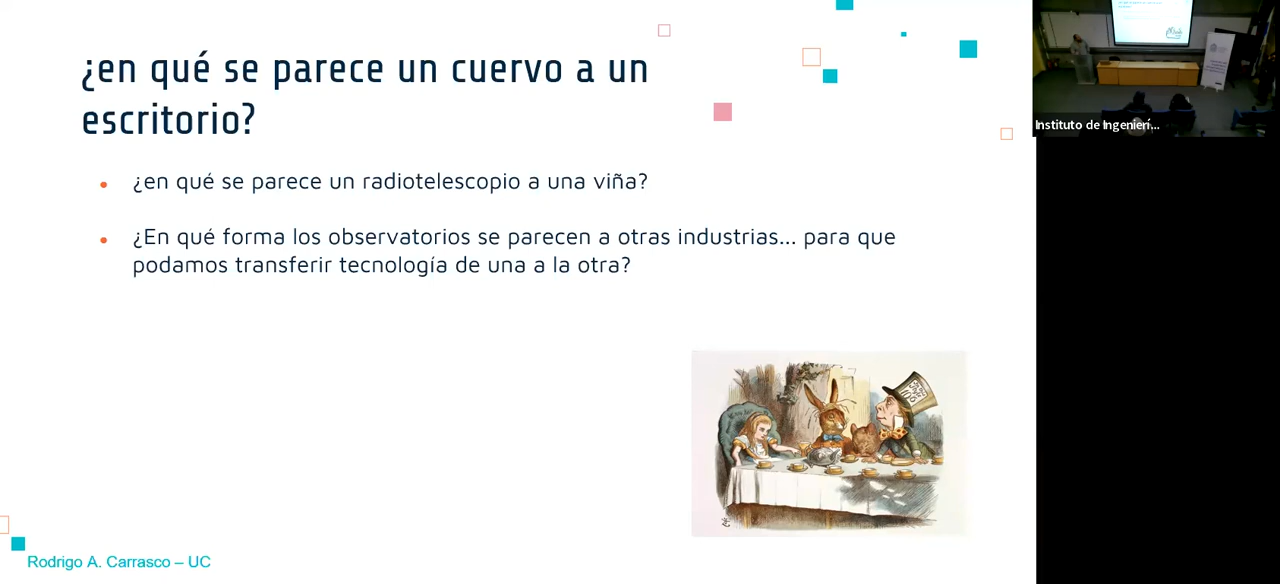 ¿en qué se parece un cuervo a un
escritorio?
¿en qué se parece un radiotelescopio a una viña?
¿En qué forma los observatorios se parecen a otras industrias... para que
podamos transferir tecnología de una a la otra?
Rodrigo A. Carrasco – UC
Instituto de Ingenierí...